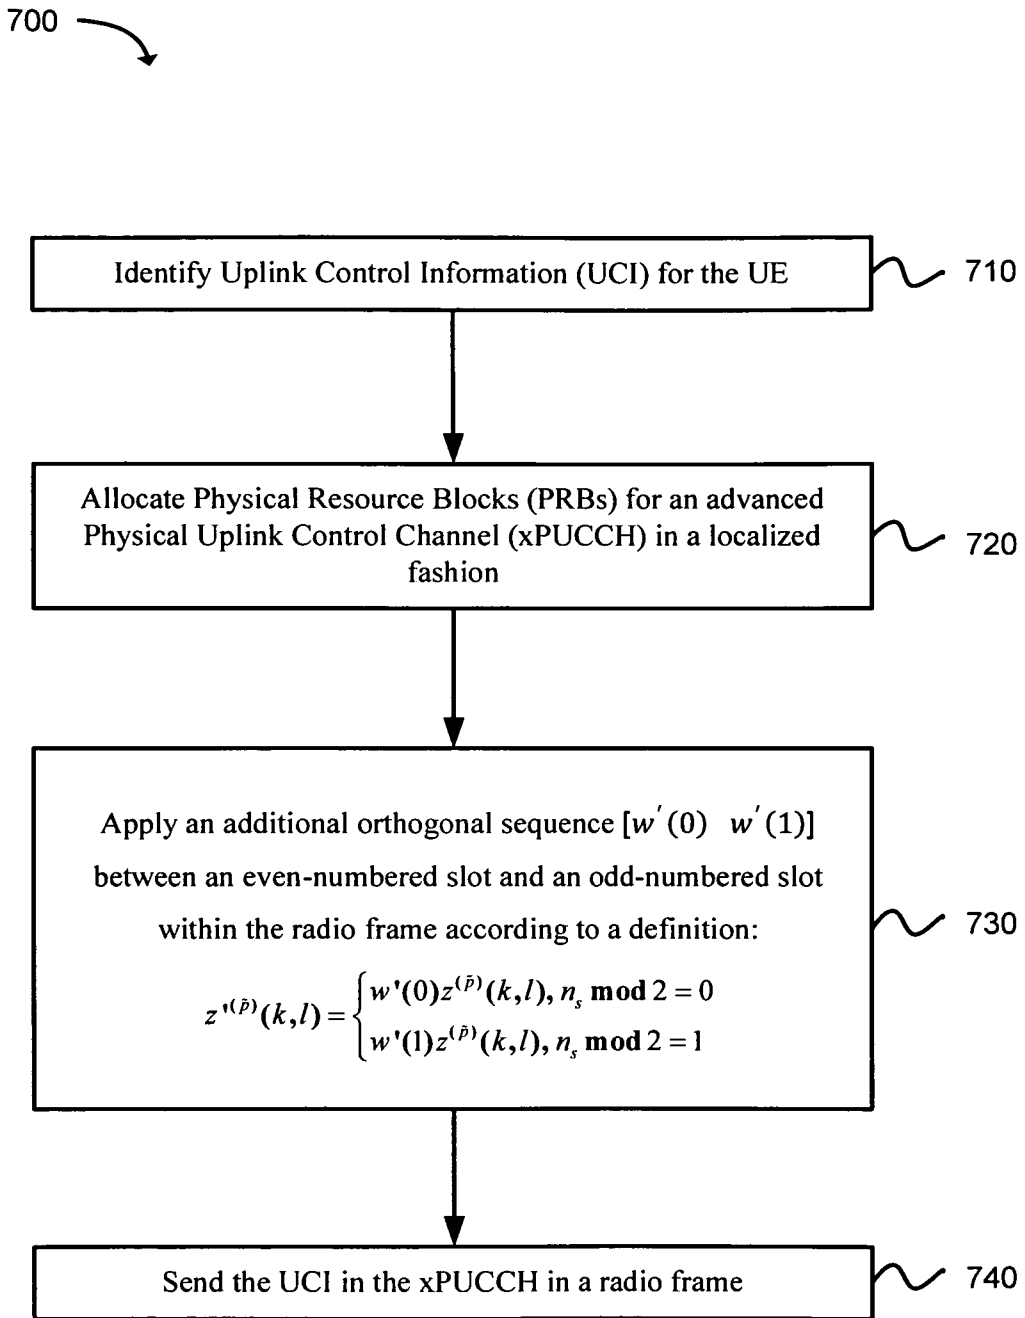 700
Identify Uplink Control Information (UCI) for the UE
710
Allocate Physical Resource Blocks (PRBs) for an advanced
Physical Uplink Control Channel (xPUCCH) in a localized
fashion
720
Apply an additional orthogonal sequence [w′(0) w′(1)]
between an even-numbered slot and an odd-numbered slot
within the radio frame according to a definition:
z'^(p̃)(k,l) = { w'(0)z^(p̃)(k,l), n_s mod 2 = 0
w'(1)z^(p̃)(k,l), n_s mod 2 = 1
730
Send the UCI in the xPUCCH in a radio frame
740